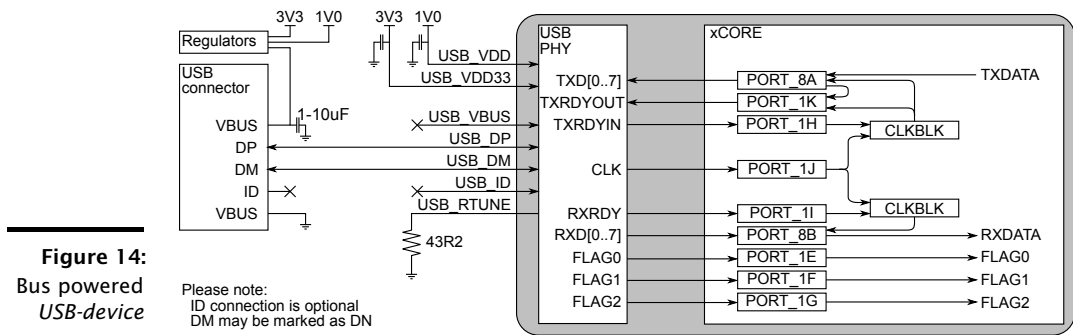 3V3 1V0
Regulators
USB
connector
VBUS
DP
DM
ID
VBUS
1-10uF
3V3 1V0
USB_VDD
USB_VDD33
USB_VBUS
USB_DP
USB_DM
USB_ID
USB_RTUNE
43R2
USB
PHY
TXD[0..7]
TXRDYOUT
TXRDYIN
CLK
RXRDY
RXD[0..7]
FLAG0
FLAG1
FLAG2
xCORE
PORT_8A
PORT_1K
PORT_1H
PORT_1J
PORT_1I
PORT_8B
PORT_1E
PORT_1F
PORT_1G
CLKBLK
CLKBLK
TXDATA
RXDATA
FLAG0
FLAG1
FLAG2
Figure 14:
Bus powered
USB-device
Please note:
ID connection is optional
DM may be marked as DN